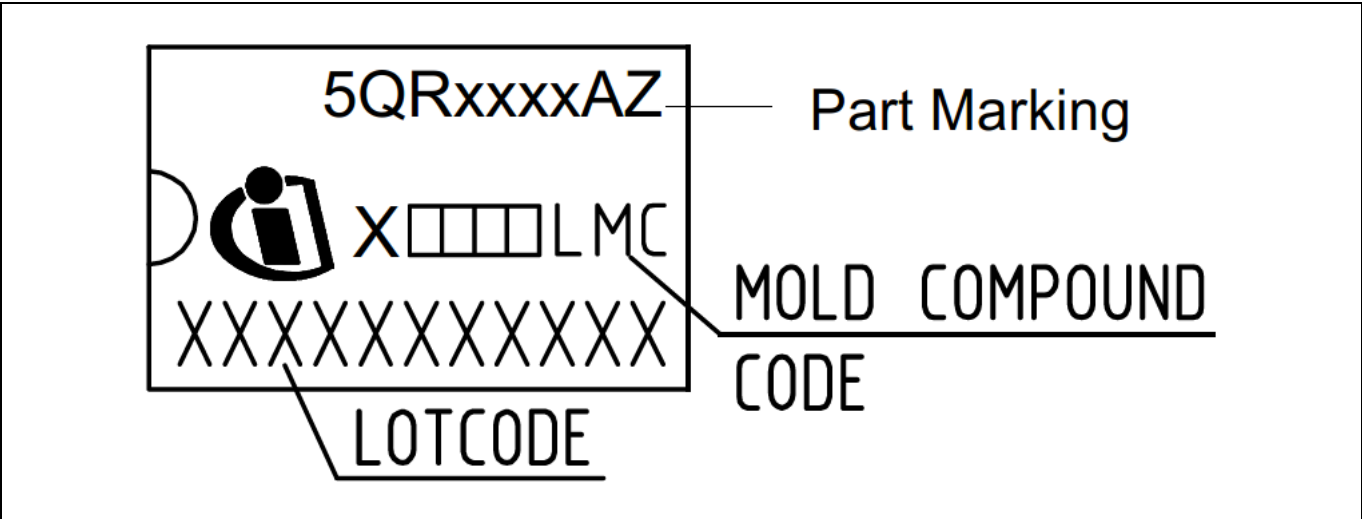 5QRxxxxAZ
Part Marking
X□□□□LMC
MOLD COMPOUND
CODE
XXXXXXXXXXX
LOTCODE